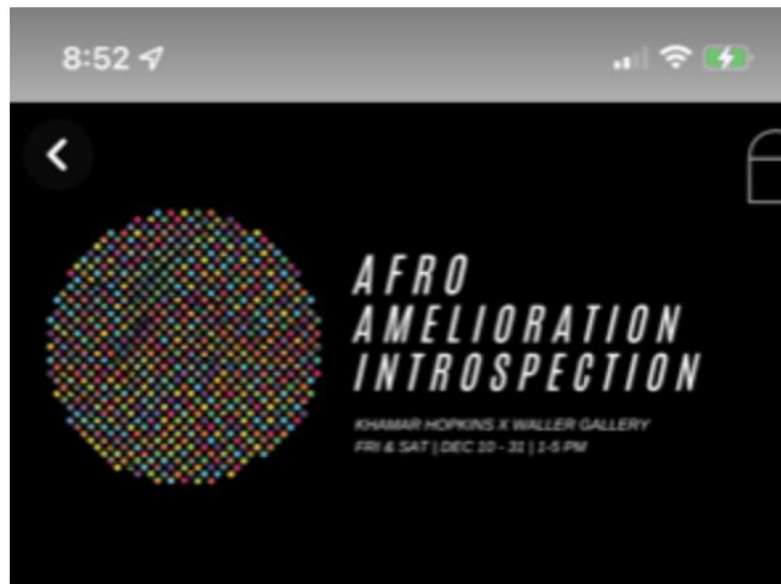 8:52
AFRO
AMELIORATION
INTROSPECTION
KHAMAR HOPKINS X WALLER GALLERY
FRI & SAT | DEC 10 - 31 | 1-5 PM